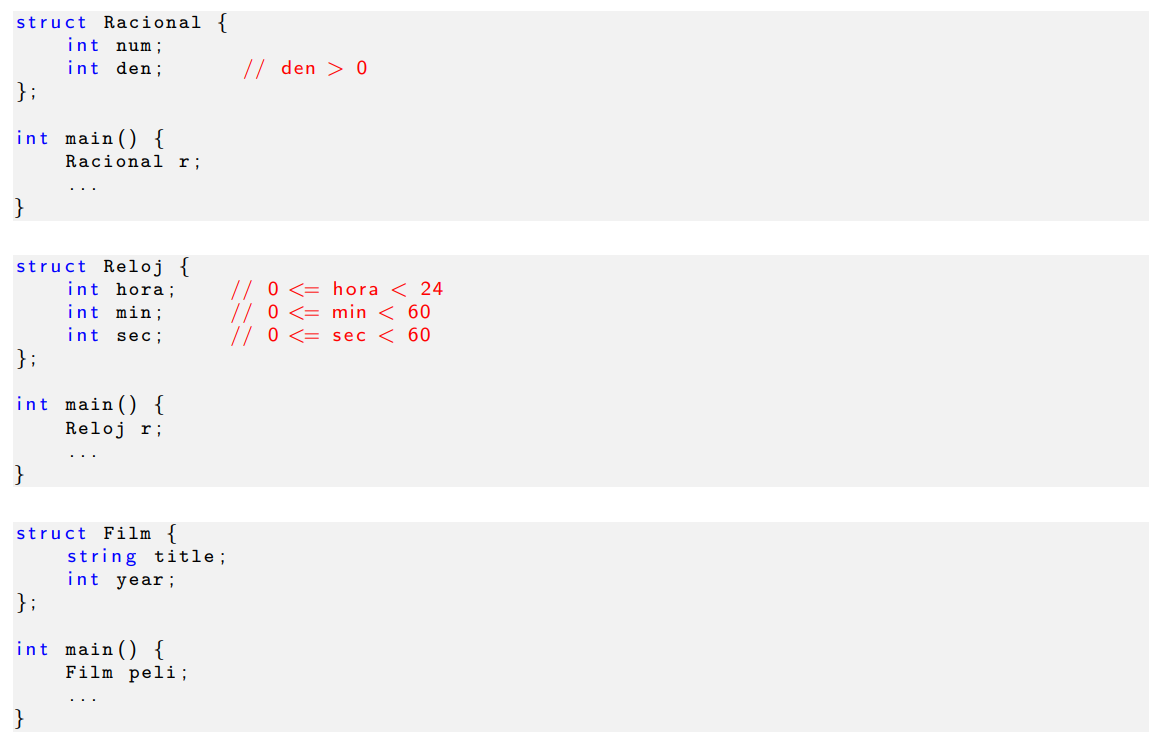 struct Racional {
    int num;
    int den;      // den > 0
};
int main() {
    Racional r;
    ...
}
struct Reloj {
    int hora;    // 0 <= hora < 24
    int min;     // 0 <= min < 60
    int sec;     // 0 <= sec < 60
};
int main() {
    Reloj r;
    ...
}
struct Film {
    string title;
    int year;
};
int main() {
    Film peli;
    ...
}